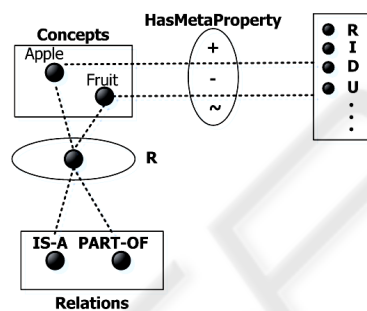 HasMetaProperty
Concepts
Apple
Fruit
+
-
~
R
I
D
U
.
.
.
R
IS-A PART-OF
Relations